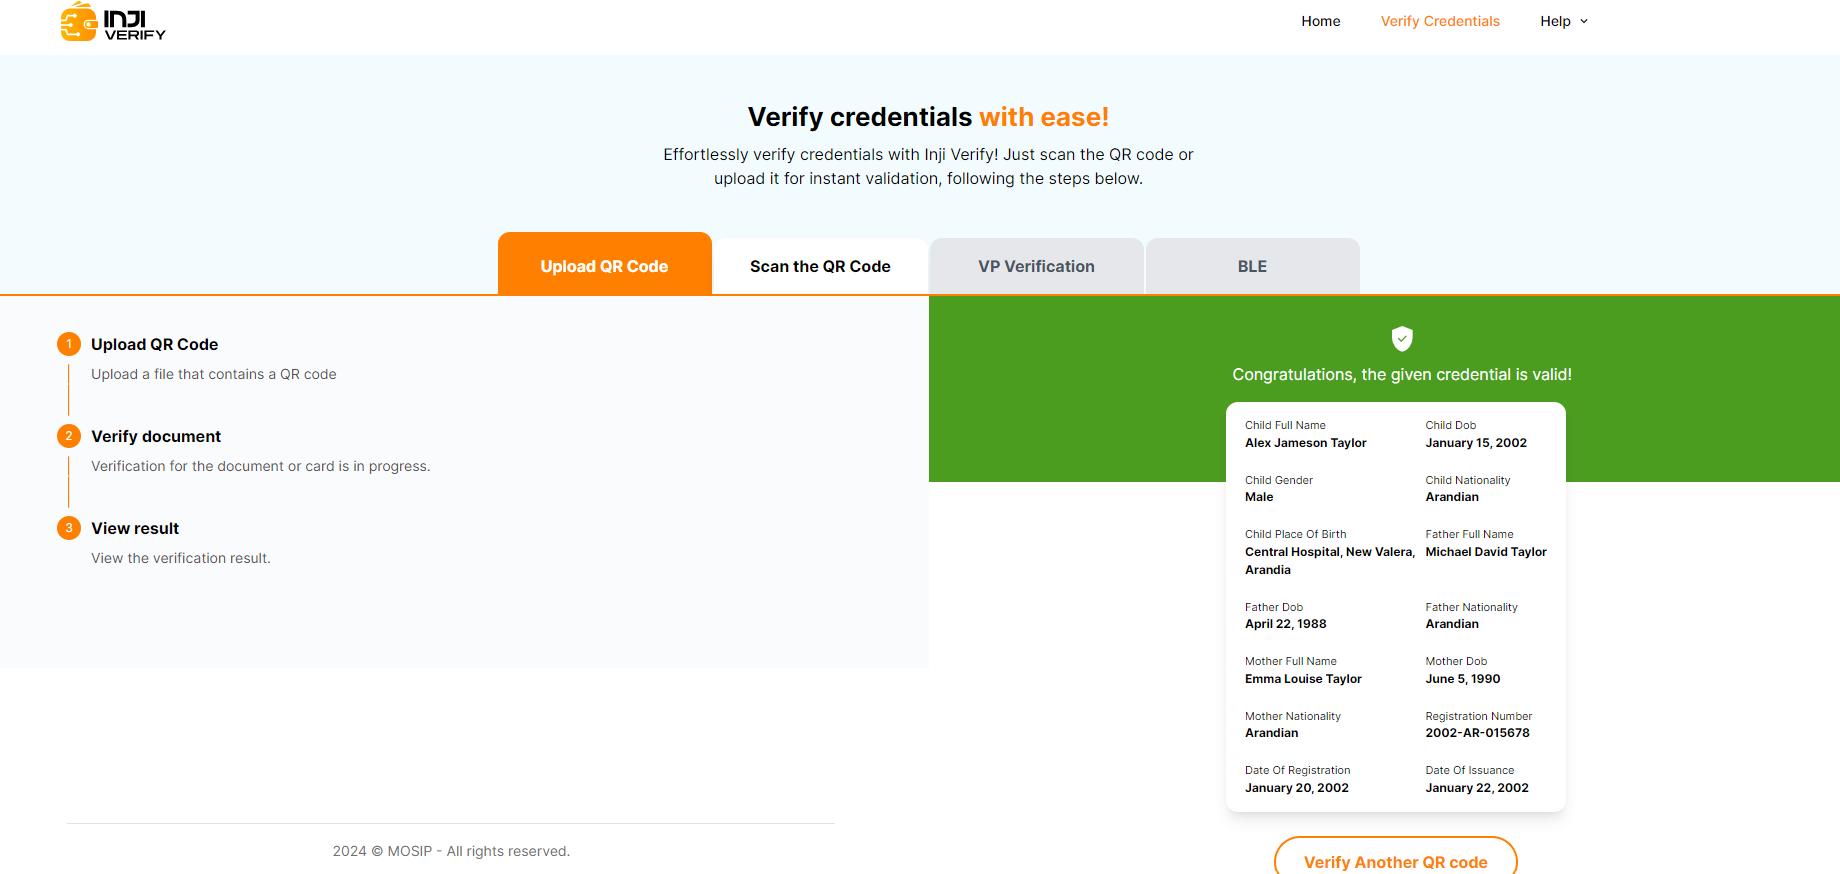 INJI
VERIFY
Home
Verify Credentials
Help
Verify credentials with ease!
Effortlessly verify credentials with Inji Verify! Just scan the QR code or
upload it for instant validation, following the steps below.
Upload QR Code
Scan the QR Code
VP Verification
BLE
1
Upload QR Code
Upload a file that contains a QR code
2
Verify document
Verification for the document or card is in progress.
3
View result
View the verification result.
Congratulations, the given credential is valid!
Child Full Name
Alex Jameson Taylor
Child Dob
January 15, 2002
Child Gender
Male
Child Nationality
Arandian
Child Place Of Birth
Central Hospital, New Valera,
Arandia
Father Full Name
Michael David Taylor
Father Dob
April 22, 1988
Father Nationality
Arandian
Mother Full Name
Emma Louise Taylor
Mother Dob
June 5, 1990
Mother Nationality
Arandian
Registration Number
2002-AR-015678
Date Of Registration
January 20, 2002
Date Of Issuance
January 22, 2002
Verify Another QR code
2024 © MOSIP - All rights reserved.